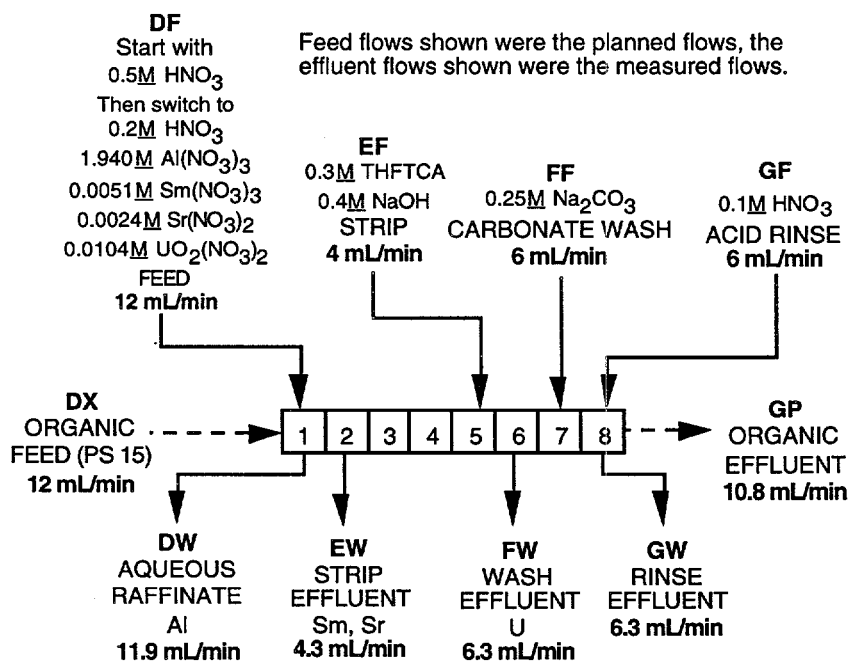 DF
Start with
0.5M HNO3
Then switch to
0.2M HNO3
1.940M Al(NO3)3
0.0051M Sm(NO3)3
0.0024M Sr(NO3)2
0.0104M UO2(NO3)2
FEED
12 mL/min
Feed flows shown were the planned flows, the
effluent flows shown were the measured flows.
EF
0.3M THFTCA
0.4M NaOH
STRIP
4 mL/min
FF
0.25M Na2CO3
CARBONATE WASH
6 mL/min
GF
0.1M HNO3
ACID RINSE
6 mL/min
DX
ORGANIC
FEED (PS 15)
12 mL/min
1 2 3 4 5 6 7 8
GP
ORGANIC
EFFLUENT
10.8 mL/min
DW
AQUEOUS
RAFFINATE
Al
11.9 mL/min
EW
STRIP
EFFLUENT
Sm, Sr
4.3 mL/min
FW
WASH
EFFLUENT
U
6.3 mL/min
GW
RINSE
EFFLUENT
6.3 mL/min